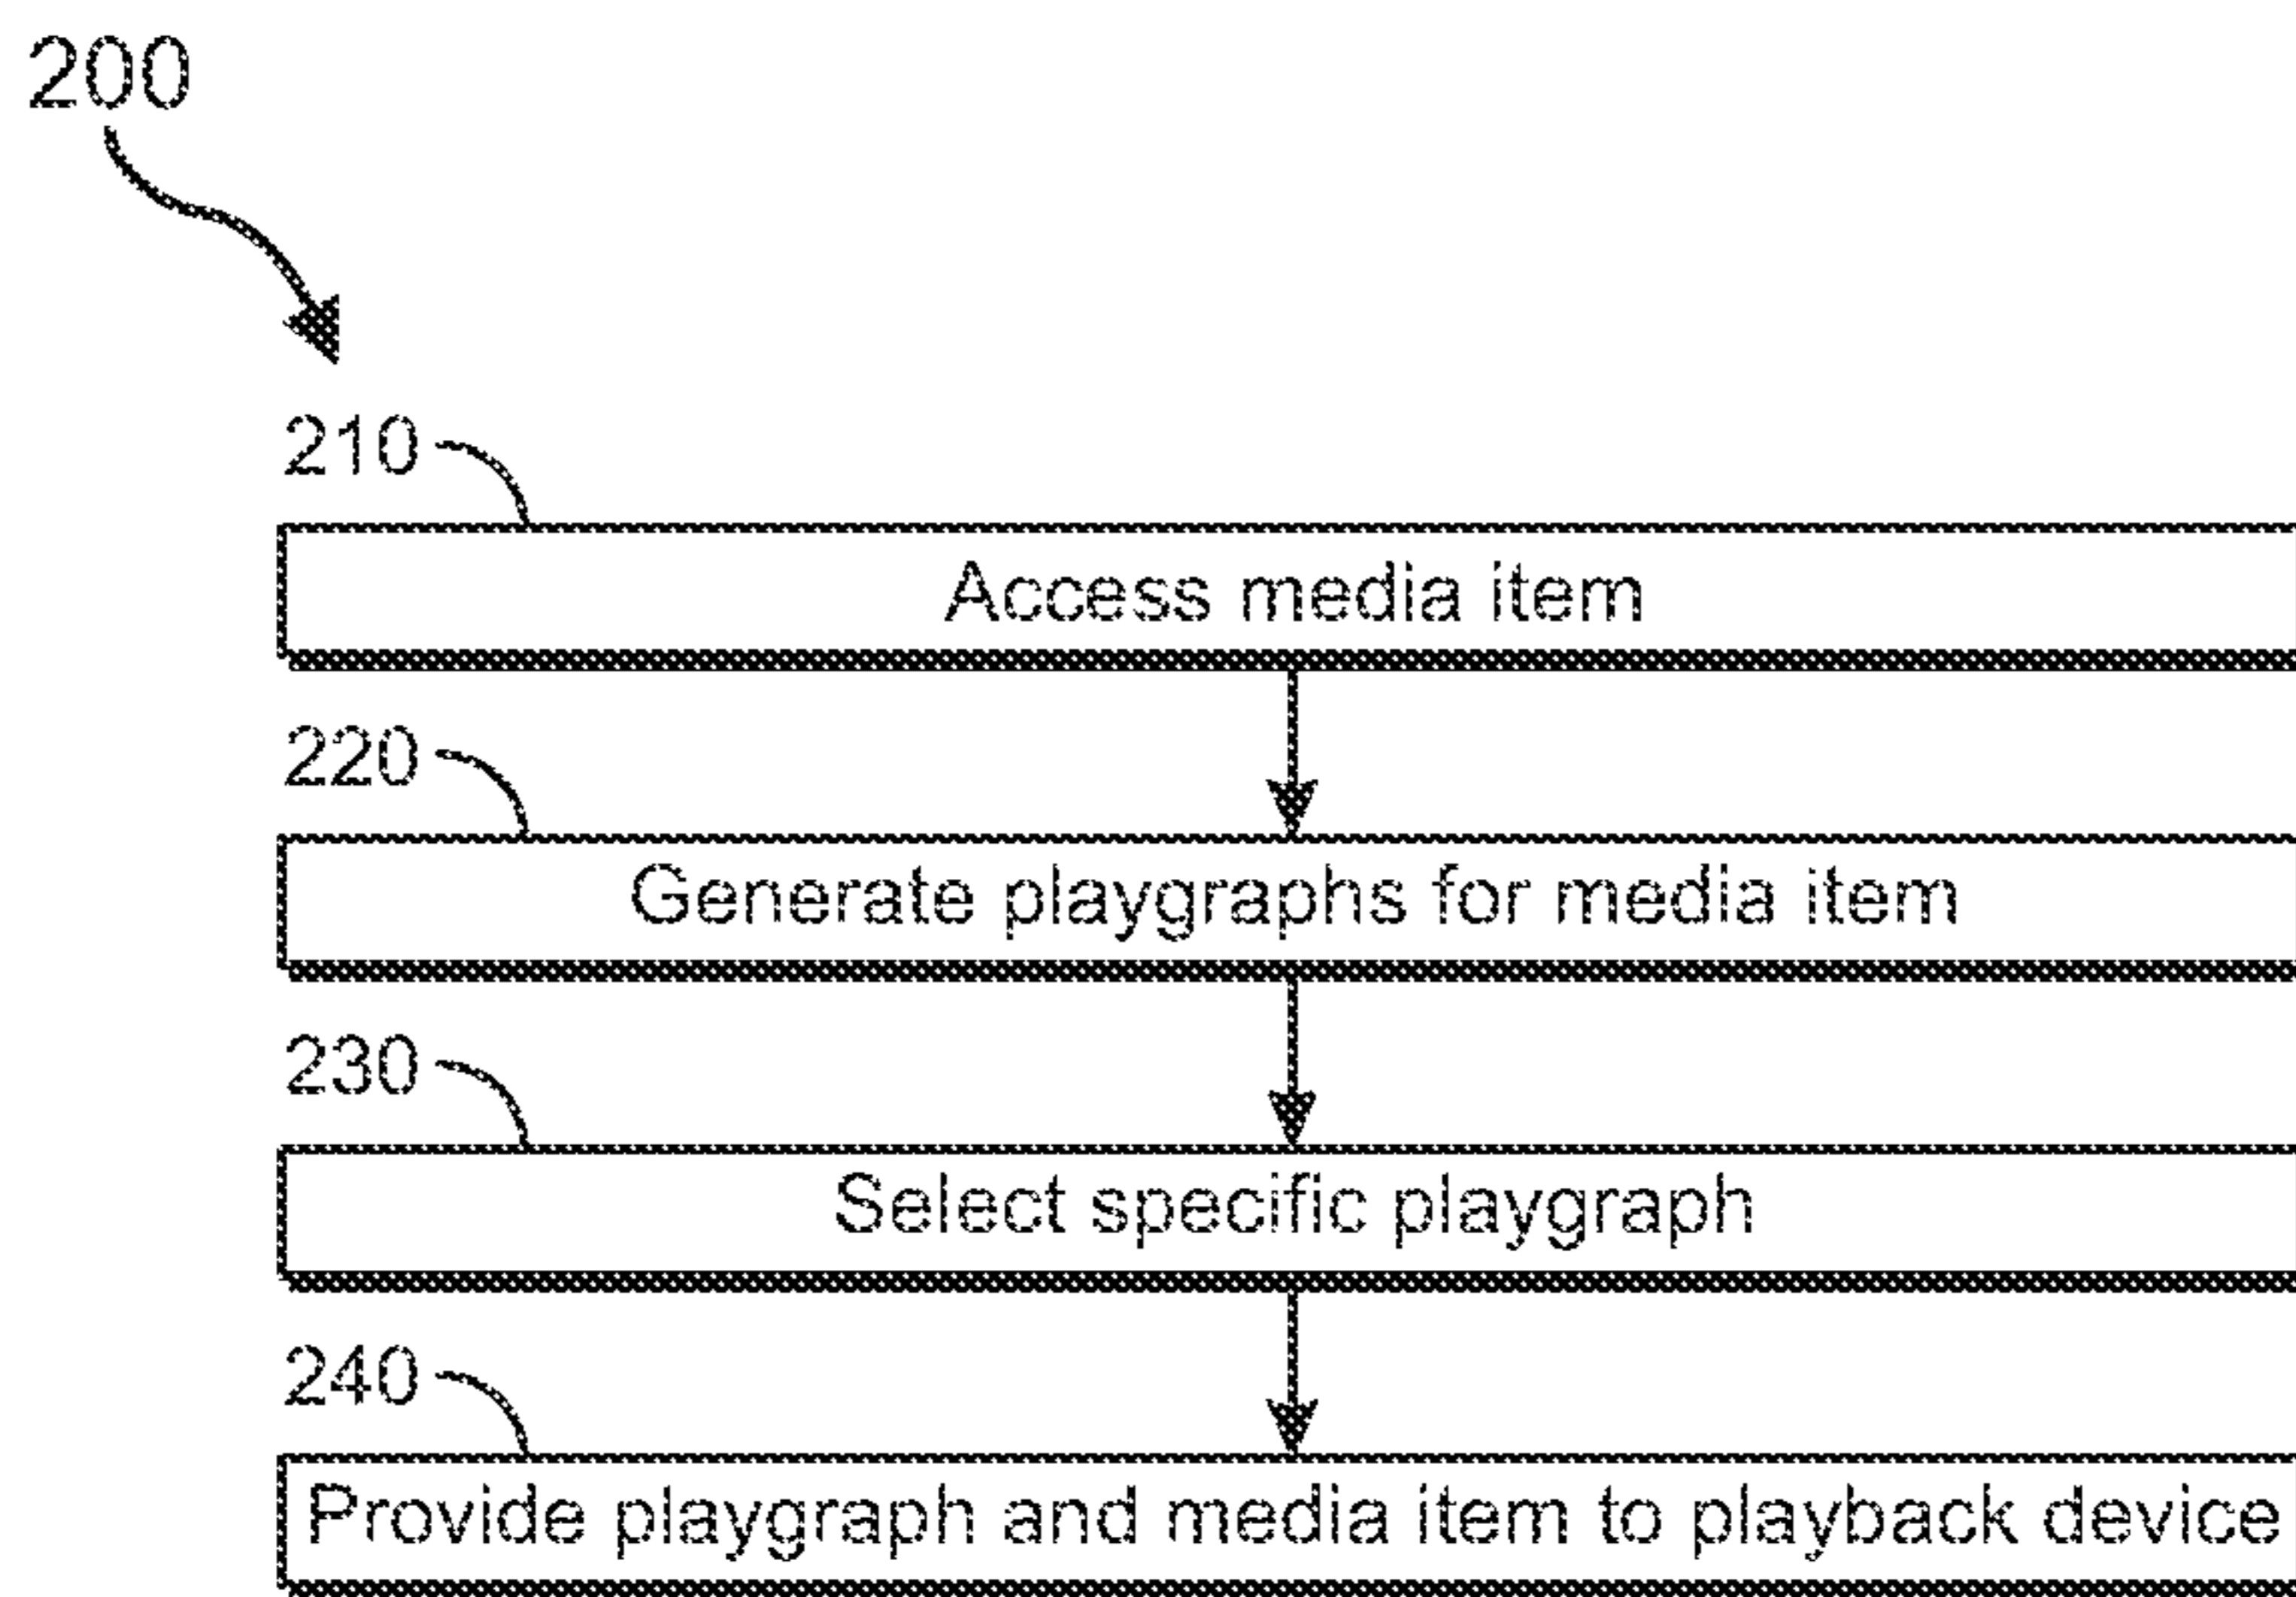 200
210
Access media item
220
Generate playgraphs for media item
230
Select specific playgraph
240
Provide playgraph and media item to playback device